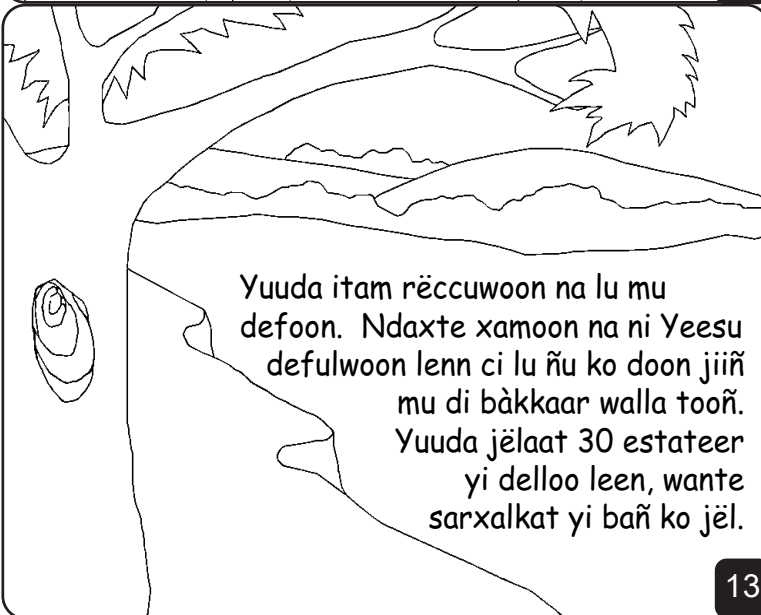 Yuuda itam rëccuwoon na lu mu
defoon.  Ndaxte xamoon na ni Yeesu
defulwoon lenn ci lu ñu ko doon jiiñ
mu di bàkkaar walla tooñ.
Yuuda jëlaat 30 estateer
yi delloo leen, wante
sarxalkat yi bañ ko jël.
13